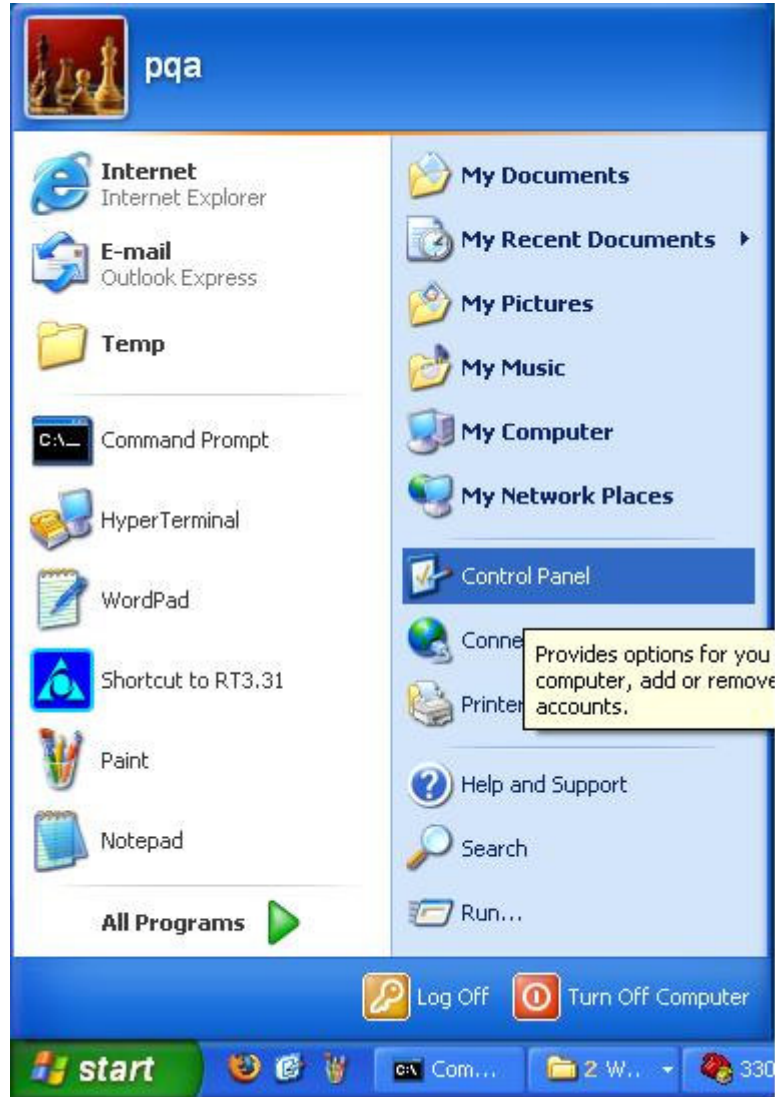 pqa
Internet
Internet Explorer
E-mail
Outlook Express
Temp
C:\_
Command Prompt
HyperTerminal
WordPad
Shortcut to RT3.31
Paint
Notepad
All Programs
My Documents
My Recent Documents
My Pictures
My Music
My Computer
My Network Places
Control Panel
Conne
Printer
Provides options for you
computer, add or remove
accounts.
Help and Support
Search
Run...
Log Off
Turn Off Computer
start
C:\
Com...
2 W..
330